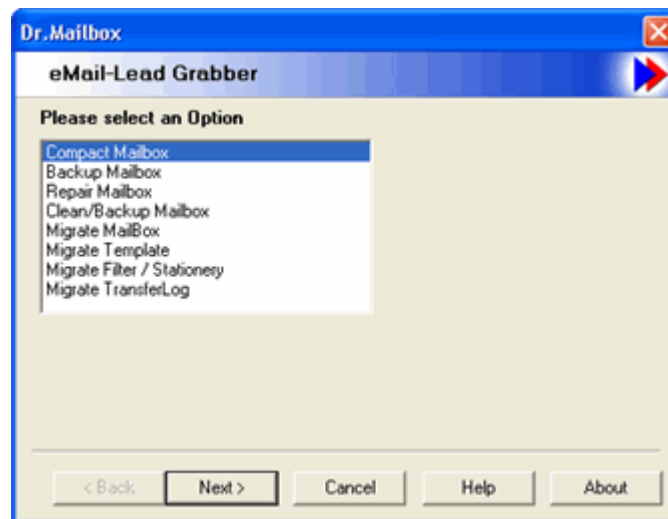 Dr.Mailbox
eMail-Lead Grabber
Please select an Option
Compact Mailbox
Backup Mailbox
Repair Mailbox
Clean/Backup Mailbox
Migrate MailBox
Migrate Template
Migrate Filter / Stationery
Migrate TransferLog
< Back Next > Cancel Help About